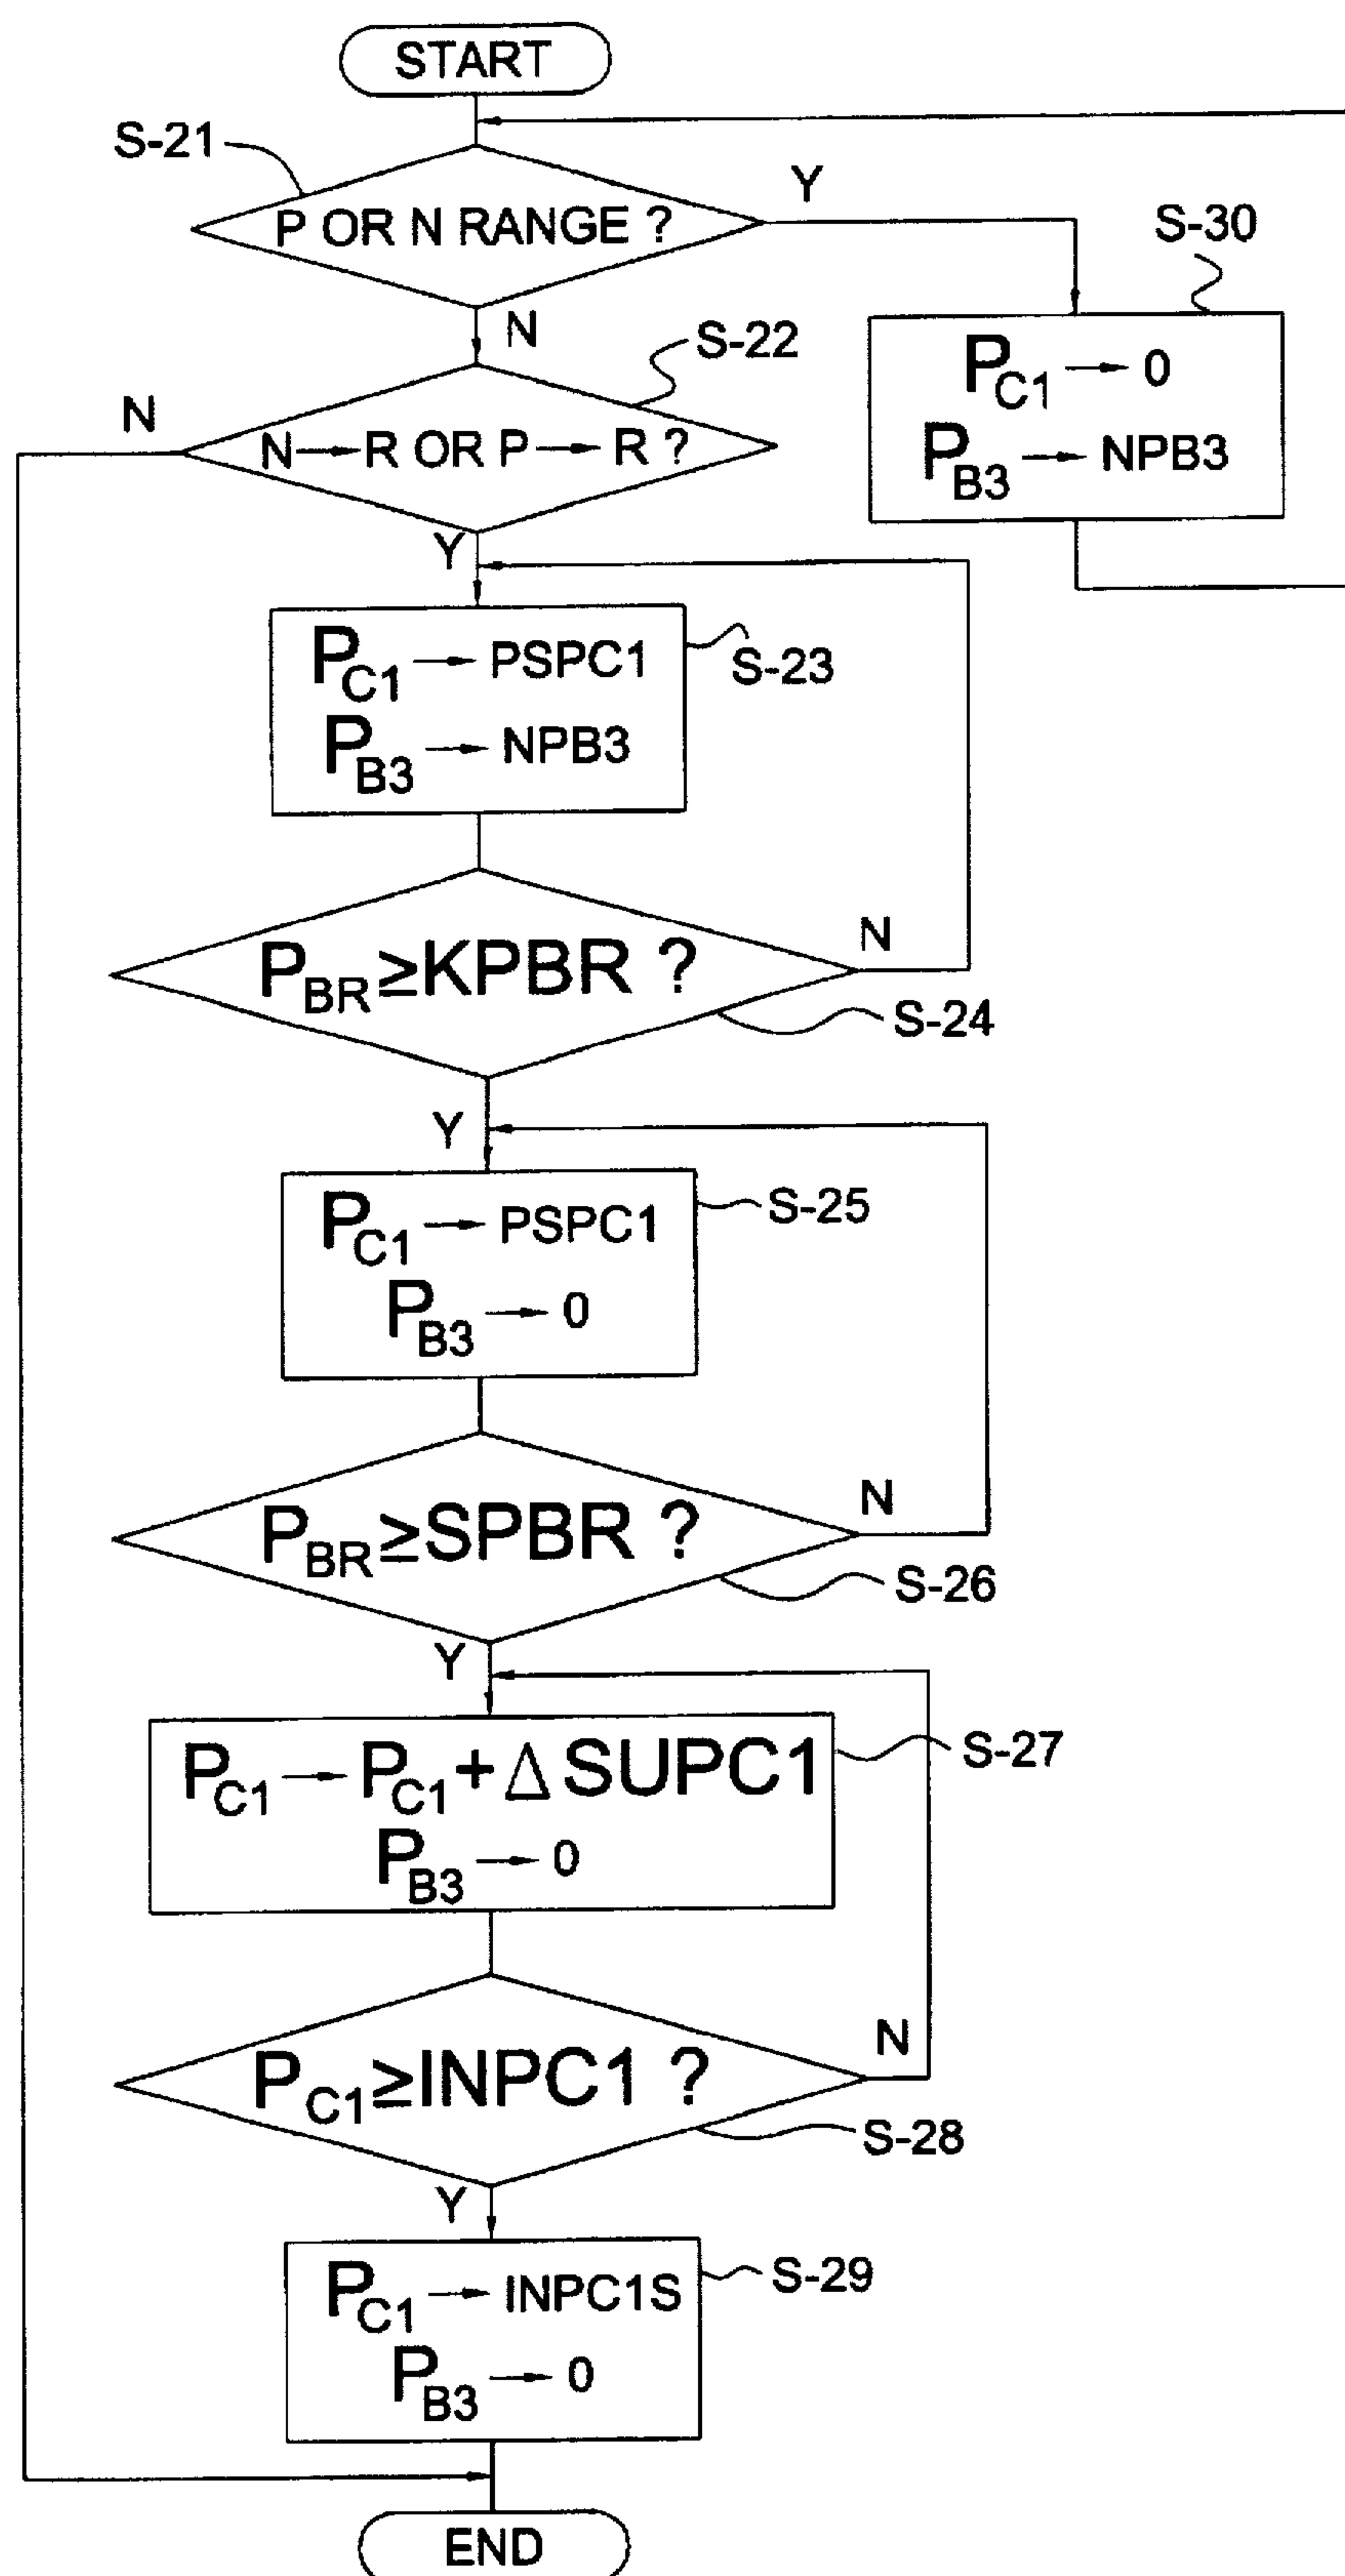 START
S-21
P OR N RANGE ?
Y
S-30
P_C1 → 0
P_B3 → NPB3
N
S-22
N
N → R OR P → R ?
Y
P_C1 → PSPC1
S-23
P_B3 → NPB3
P_BR ≥ KPBR ?
N
S-24
Y
P_C1 → PSPC1
S-25
P_B3 → 0
P_BR ≥ SPBR ?
N
S-26
Y
P_C1 → P_C1 + Δ SUPC1
S-27
P_B3 → 0
P_C1 ≥ INPC1 ?
N
S-28
Y
P_C1 → INPC1S
S-29
P_B3 → 0
END